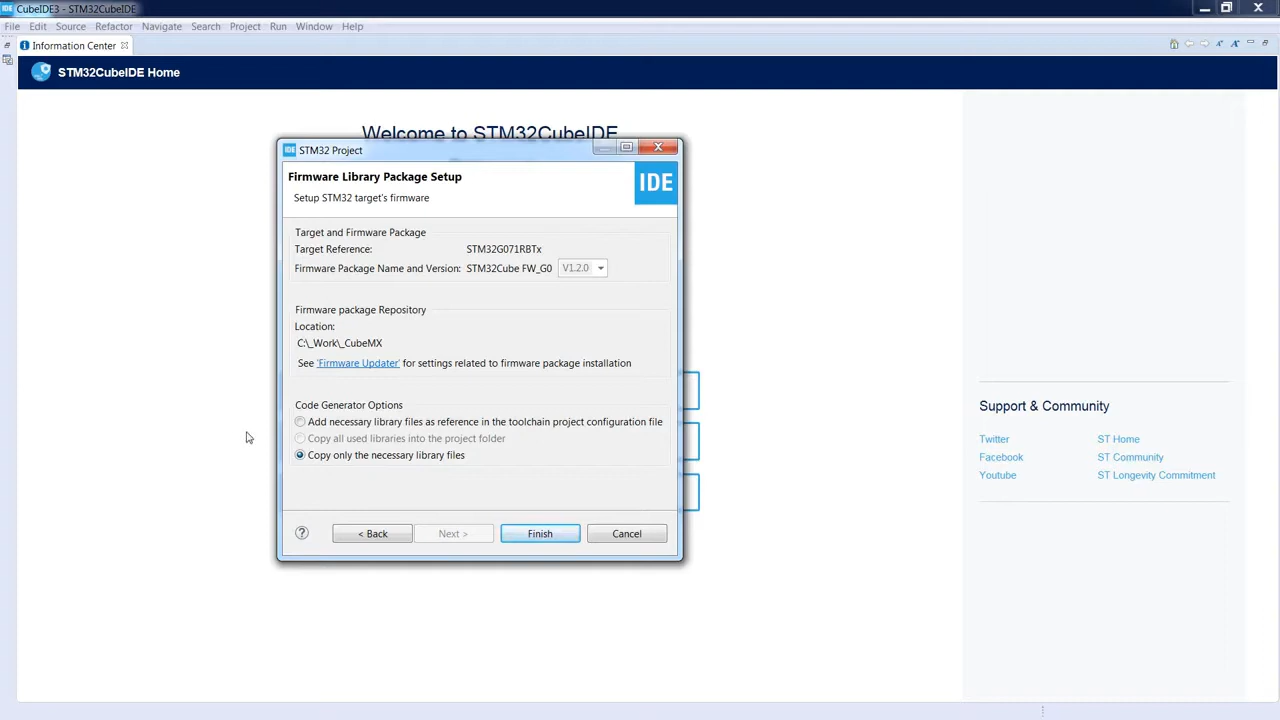 IDE CubeIDE3 - STM32CubeIDE
File Edit Source Refactor Navigate Search Project Run Window Help
Information Center
STM32CubeIDE Home
Welcome to STM32CubeIDE
IDE STM32 Project
Firmware Library Package Setup
IDE
Setup STM32 target's firmware
Target and Firmware Package
Target Reference: STM32G071RBTx
Firmware Package Name and Version: STM32Cube FW_G0 V1.2.0
Firmware package Repository
Location:
C:\_Work\_CubeMX
See 'Firmware Updater' for settings related to firmware package installation
Code Generator Options
Add necessary library files as reference in the toolchain project configuration file
Copy all used libraries into the project folder
Copy only the necessary library files
? < Back Next > Finish Cancel
Support & Community
Twitter ST Home
Facebook ST Community
Youtube ST Longevity Commitment